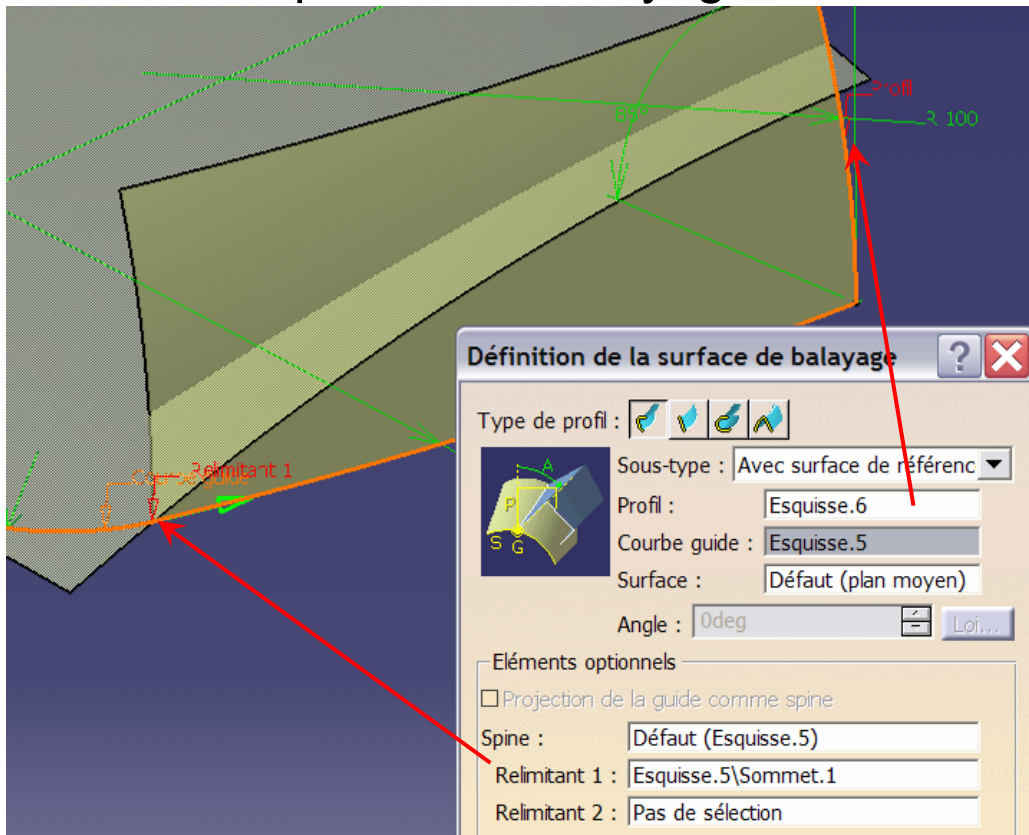 Profil
R 100
65°
Relimitant 1
Définition de la surface de balayage
Type de profil :
A
Sous-type : Avec surface de référenc
P
Profil : Esquisse.6
S G
Courbe guide : Esquisse.5
Surface : Défaut (plan moyen)
Angle : 0deg Loi...
Eléments optionnels
Projection de la guide comme spine
Spine : Défaut (Esquisse.5)
Relimitant 1 : Esquisse.5\Sommet.1
Relimitant 2 : Pas de sélection